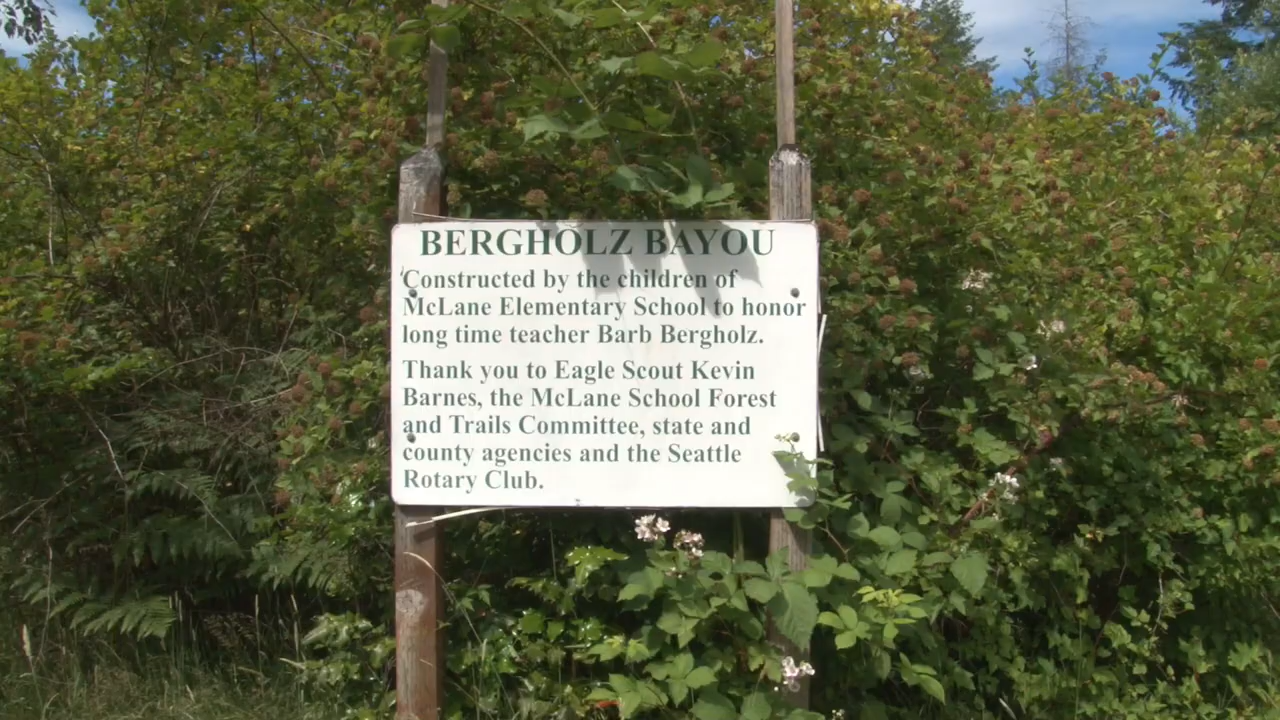 BERGHOLZ BAYOU
Constructed by the children of
McLane Elementary School to honor
long time teacher Barb Bergholz.
Thank you to Eagle Scout Kevin
Barnes, the McLane School Forest
and Trails Committee, state and
county agencies and the Seattle
Rotary Club.